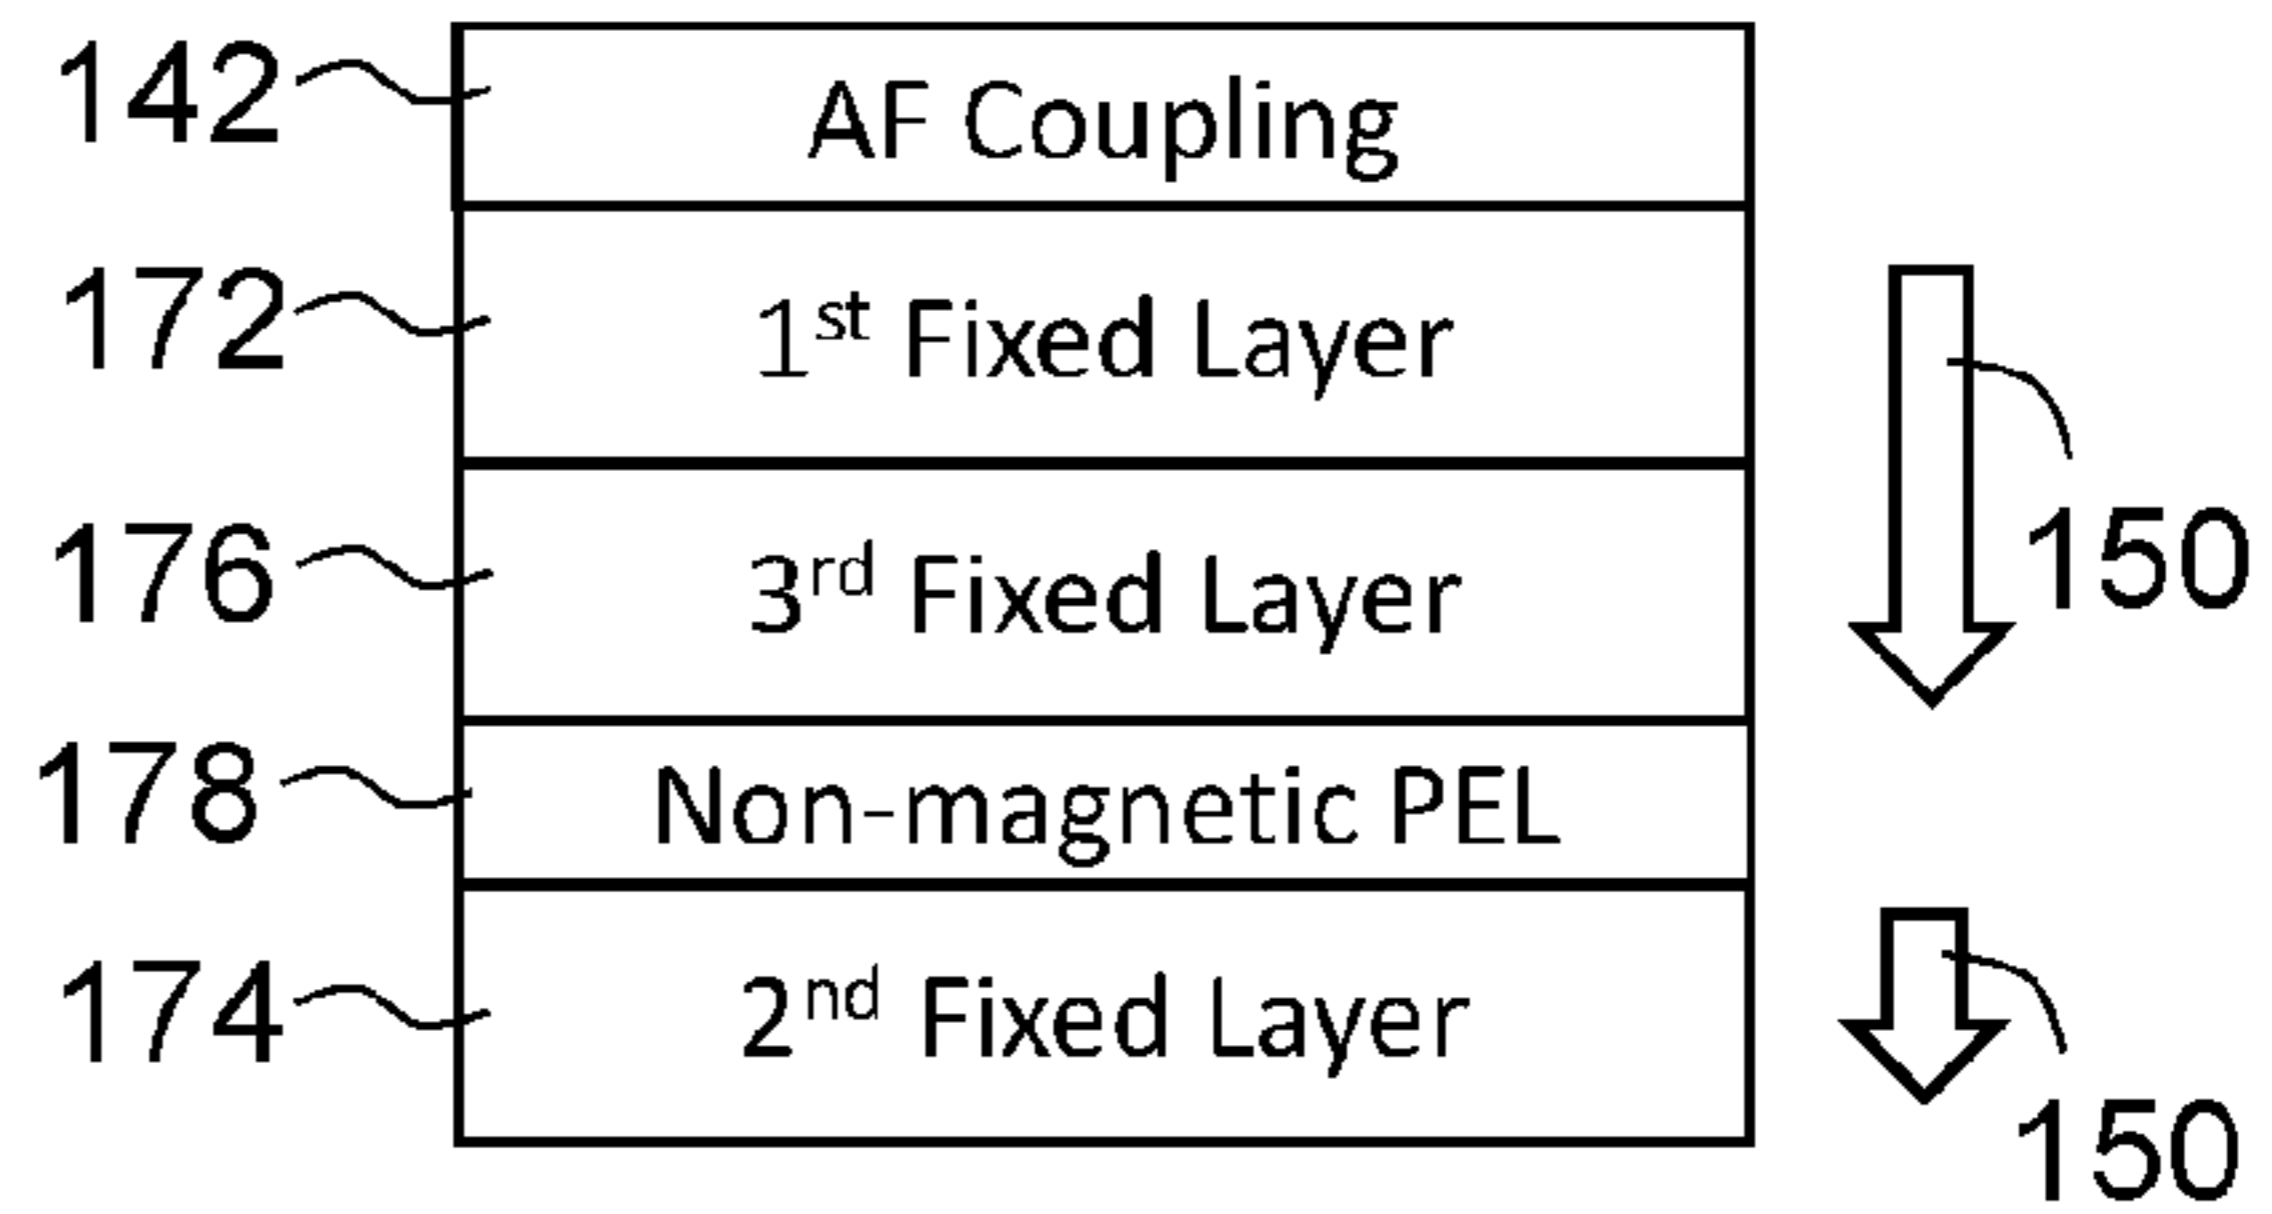 142 AF Coupling
172 1st Fixed Layer
150
176 3rd Fixed Layer
178 Non-magnetic PEL
174 2nd Fixed Layer
150